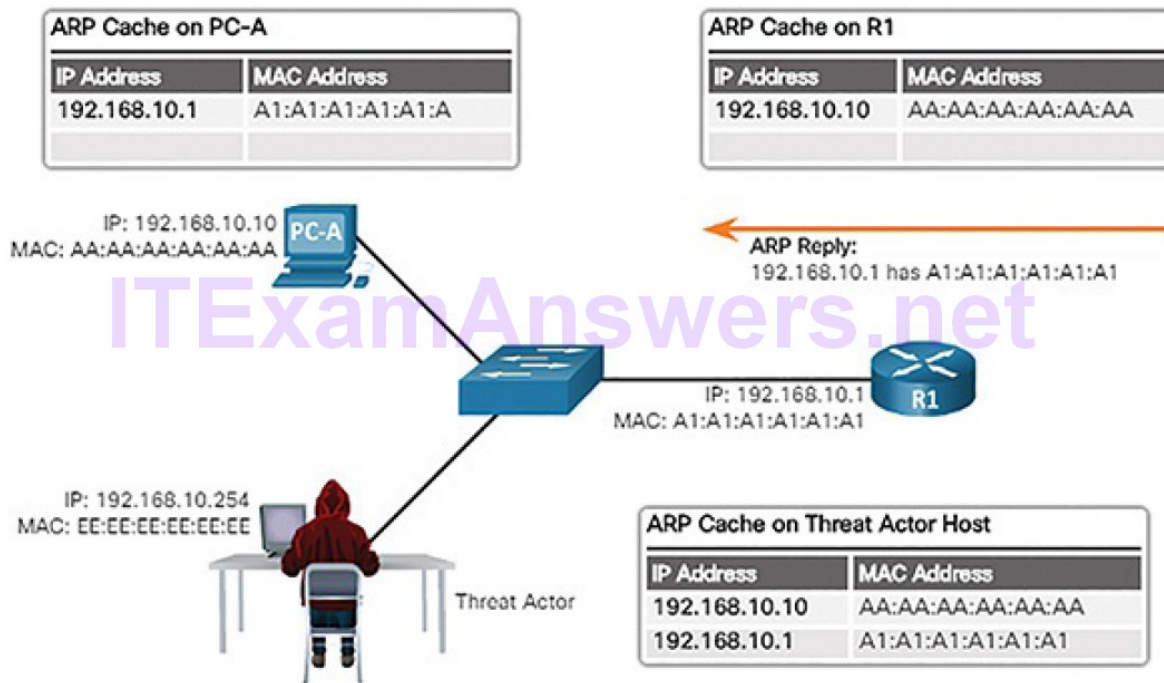 ARP Cache on PC-A
IP Address MAC Address
192.168.10.1 A1:A1:A1:A1:A1:A
ARP Cache on R1
IP Address MAC Address
192.168.10.10 AA:AA:AA:AA:AA:AA
IP: 192.168.10.10
MAC: AA:AA:AA:AA:AA:AA
PC-A
ARP Reply:
192.168.10.1 has A1:A1:A1:A1:A1:A1
ITExamAnswers.net
IP: 192.168.10.1
MAC: A1:A1:A1:A1:A1:A1
R1
IP: 192.168.10.254
MAC: EE:EE:EE:EE:EE:EE
Threat Actor
ARP Cache on Threat Actor Host
IP Address MAC Address
192.168.10.10 AA:AA:AA:AA:AA:AA
192.168.10.1 A1:A1:A1:A1:A1:A1